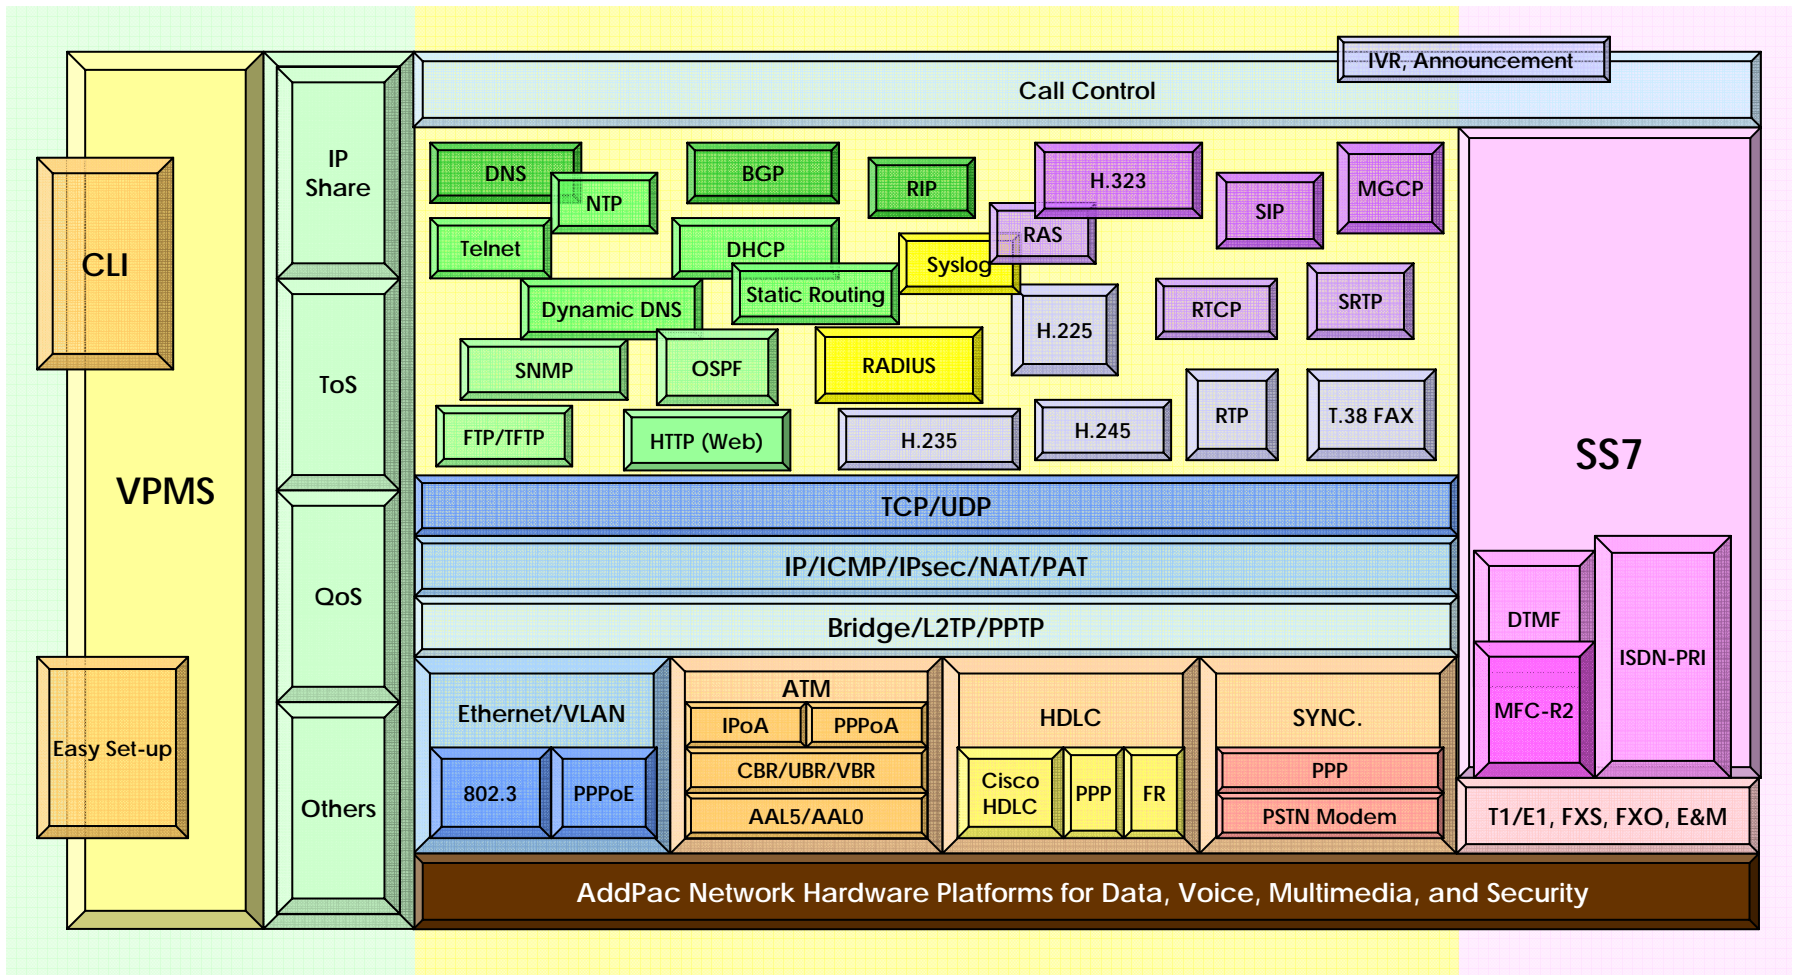 IVR, Announcement
Call Control
VPMS
CLI
Easy Set-up
IP
Share
ToS
QoS
Others
DNS
NTP
BGP
RIP
H.323
SIP
MGCP
Telnet
DHCP
Syslog
RAS
Dynamic DNS
Static Routing
H.225
RTCP
SRTP
SNMP
OSPF
RADIUS
RTP
T.38 FAX
FTP/TFTP
HTTP (Web)
H.235
H.245
TCP/UDP
IP/ICMP/IPsec/NAT/PAT
Bridge/L2TP/PPTP
Ethernet/VLAN
802.3
PPPoE
ATM
IPoA
PPPoA
CBR/UBR/VBR
AAL5/AAL0
HDLC
Cisco
HDLC
PPP
FR
SYNC.
PPP
PSTN Modem
SS7
DTMF
MFC-R2
ISDN-PRI
T1/E1, FXS, FXO, E&M
AddPac Network Hardware Platforms for Data, Voice, Multimedia, and Security